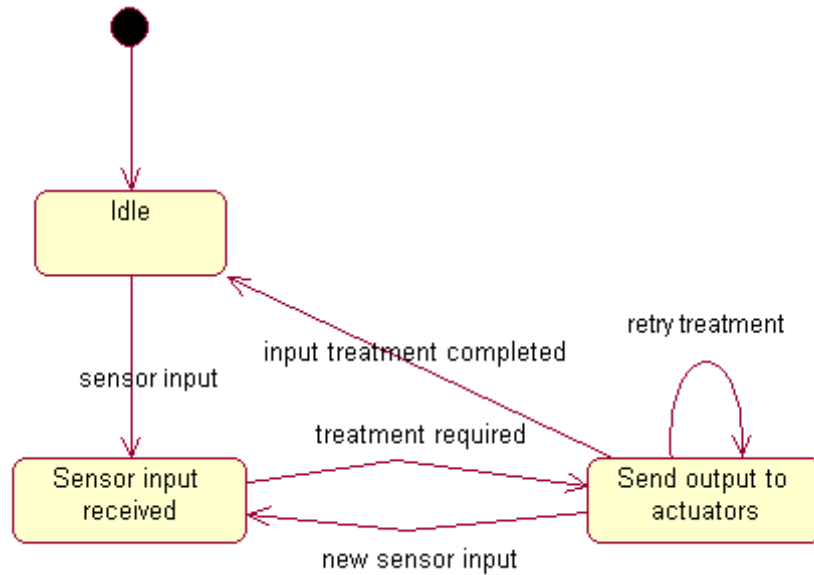 Idle
retry treatment
input treatment completed
sensor input
treatment required
Sensor input
received
Send output to
actuators
new sensor input